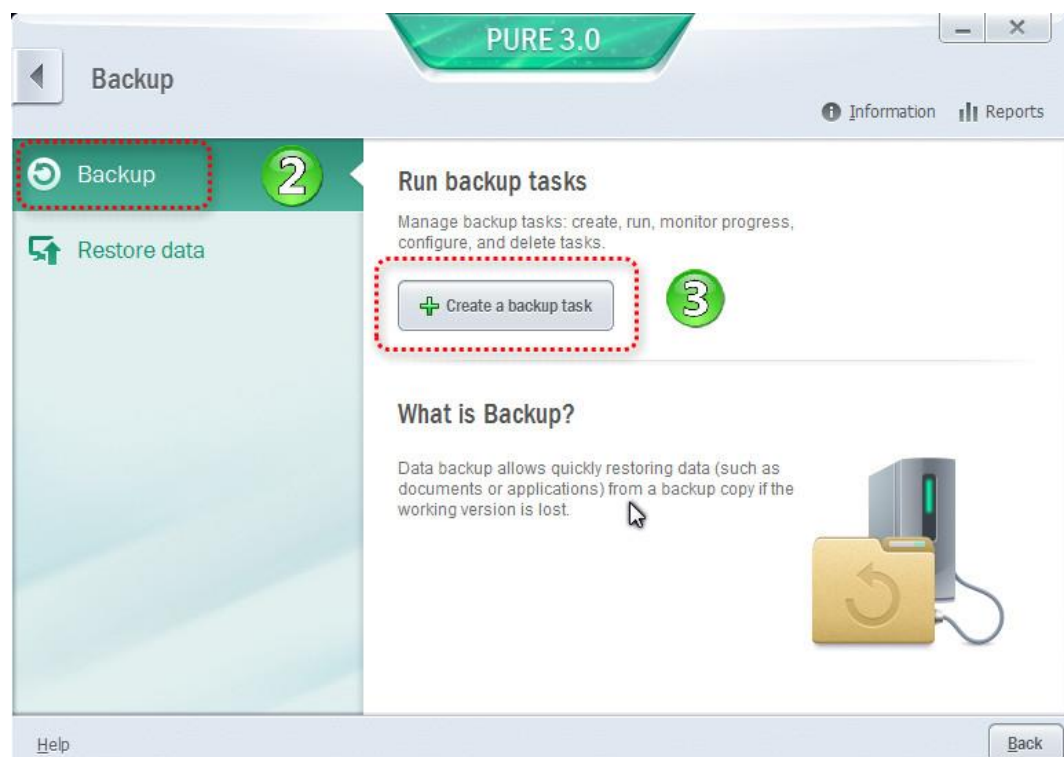 PURE 3.0
Backup
Information
Reports
Backup
2
Restore data
Run backup tasks
Manage backup tasks: create, run, monitor progress,
configure, and delete tasks.
Create a backup task
3
What is Backup?
Data backup allows quickly restoring data (such as
documents or applications) from a backup copy if the
working version is lost.
Help
Back